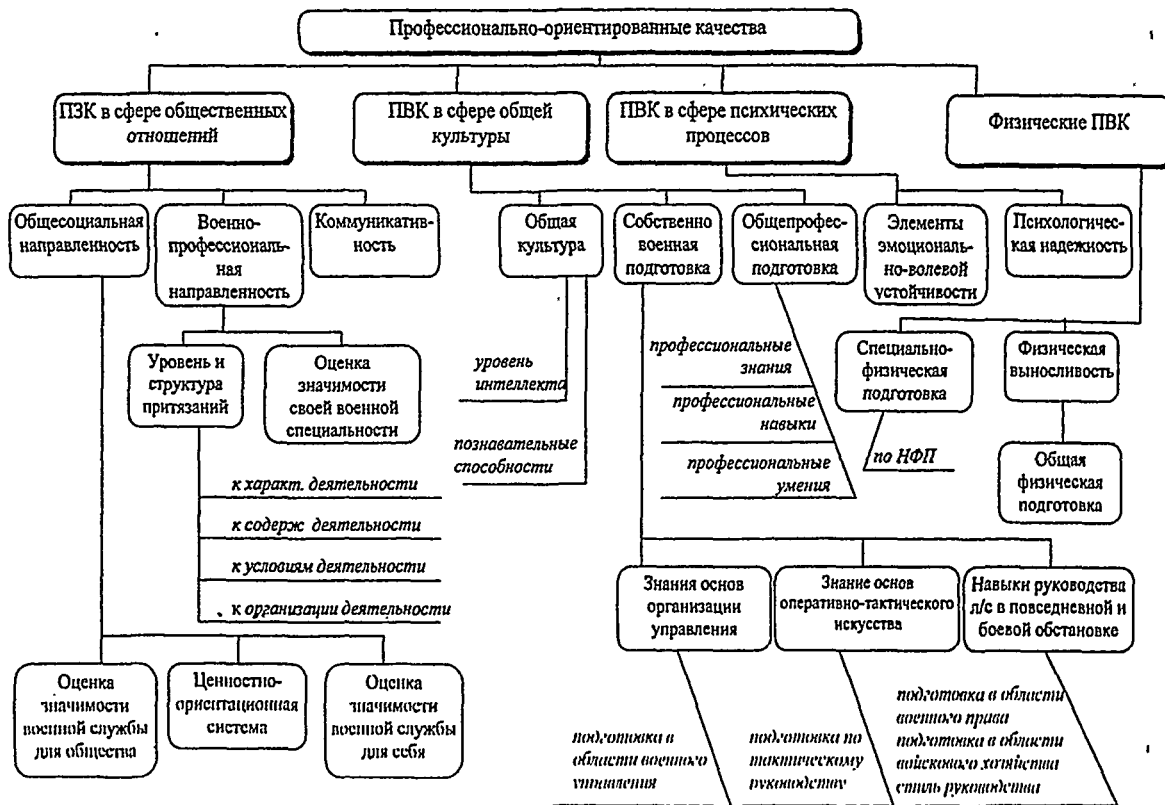 Профессионально-ориентированные качества
ПЗК в сфере общественных
отношений
ПВК в сфере общей
культуры
ПВК в сфере психических
процессов
Физические ПВК
Общесоциальная
направленность
Военно-
профессиональ-
ная
направленность
Коммуникатив-
ность
Общая
культура
Собственно
военная
подготовка
Общепрофес-
сиональная
подготовка
Элементы
эмоциональ-
но-волевой
устойчивости
Психологичес-
кая надежность
Уровень и
структура
притязаний
Оценка
значимости
своей военной
специальности
уровень
интеллекта
познавательные
способности
профессиональные
знания
профессиональные
навыки
профессиональные
умения
Специально-
физическая
подготовка
Физическая
выносливость
по НФП
Общая
физическая
подготовка
к характ. деятельности
к содерж деятельности
к условиям деятельности
к организации деятельности
Знания основ
организации
управления
Знание основ
оперативно-тактического
искусства
Навыки руководства
л/с в повседневной и
боевой обстановке
Оценка
значимости
военной службы
для общества
Ценностно-
ориентационная
система
Оценка
значимости
военной службы
для себя
подготовка в
области военного
управления
подготовка по
тактическому
руководству
подготовка в области
военного права
подготовка в области
войскового хозяйства
стиль руководства